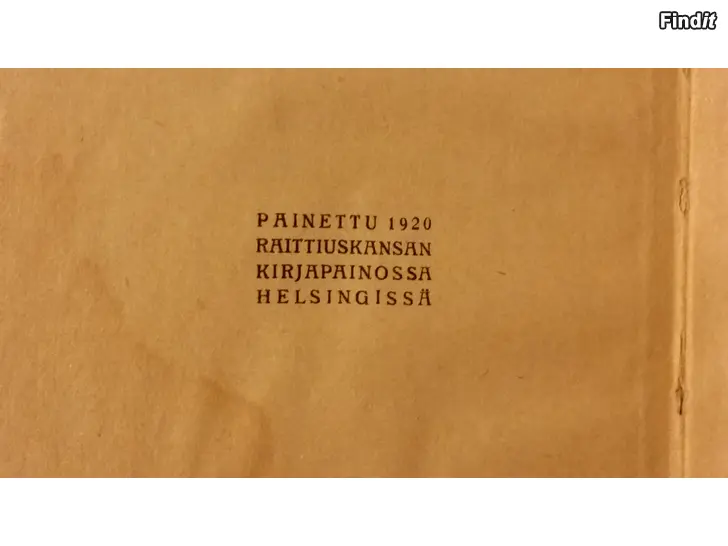 Findit
PAINETTU 1920
RAITTIUSKANSAN
KIRJAPAINOSSA
HELSINGISSÄ